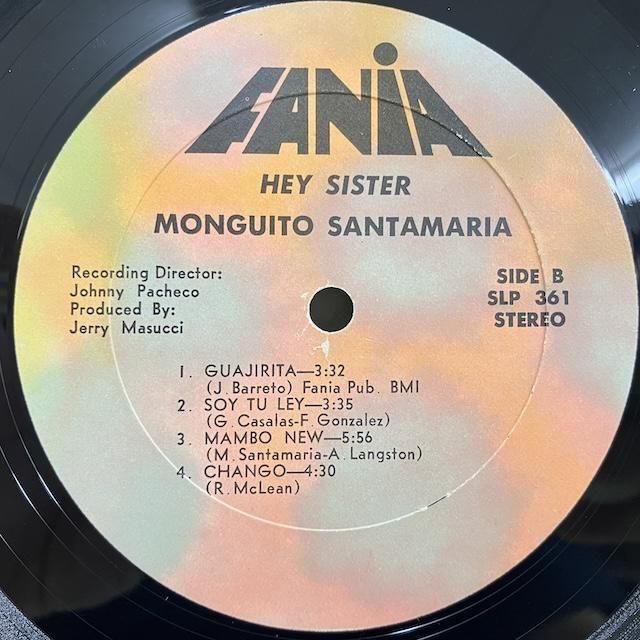 FANIA
HEY SISTER
MONGUITO SANTAMARIA
Recording Director:
Johnny Pacheco
Produced By:
Jerry Masucci
SIDE B
SLP 361
STEREO
1. GUAJIRITA—3:32
(J. Barreto) Fania Pub. BMI
2. SOY TU LEY—3:35
(G. Casalas-F. Gonzalez)
3. MAMBO NEW—5:56
(M. Santamaria-A. Langston)
4. CHANGO—4:30
(R. McLean)